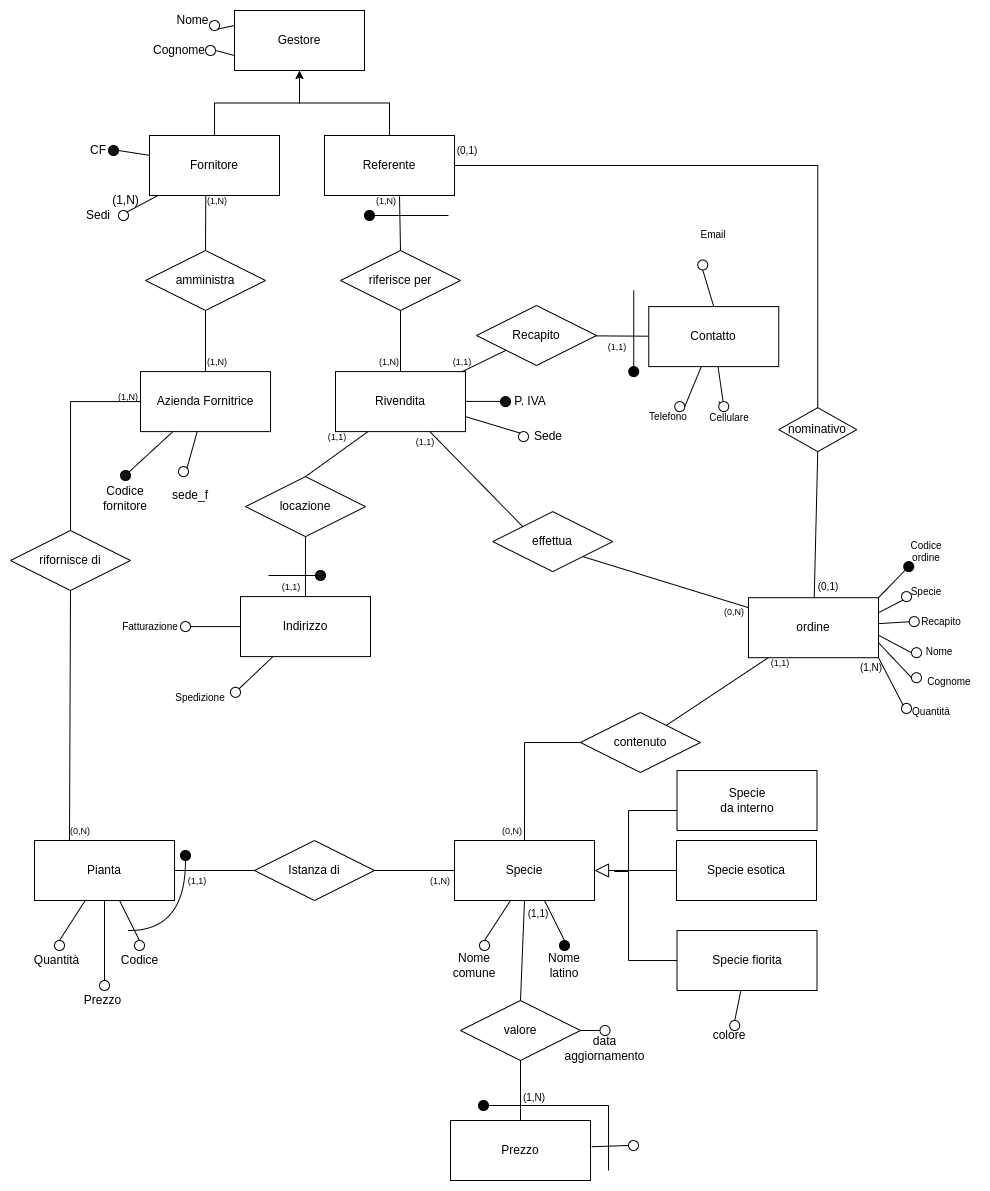 Nome
Gestore
Cognome
CF
Fornitore
Referente
(0,1)
(1,N)
Sedi
(1,N)
(1,N)
Email
amministra
riferisce per
Recapito
Contatto
(1,1)
(1,N)
(1,N)
(1,1)
(1,N)
Azienda Fornitrice
Rivendita
P. IVA
Telefono
Cellulare
nominativo
Sede
(1,1)
(1,1)
Codice
fornitore
sede_f
locazione
effettua
rifornisce di
Codice
ordine
(1,1)
(0,1)
Specie
(0,N)
Recapito
Fatturazione
Indirizzo
ordine
Nome
(1,1)
(1,N)
Cognome
Spedizione
Quantità
contenuto
Specie
da interno
(0,N)
(0,N)
Pianta
Istanza di
Specie
Specie esotica
(1,1)
(1,N)
(1,1)
Quantità
Codice
Nome
comune
Nome
latino
Specie fiorita
Prezzo
valore
colore
data
aggiornamento
(1,N)
Prezzo